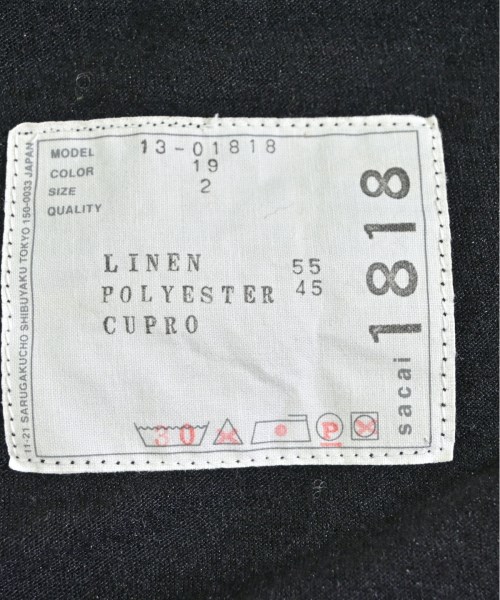 MODEL 13-01818
COLOR 19
SIZE 2
QUALITY
LINEN 55
POLYESTER 45
CUPRO
30
P
sacai 1818
11-21 SARUGAKUCHO SHIBUYAKU TOKYO 150-0033 JAPAN